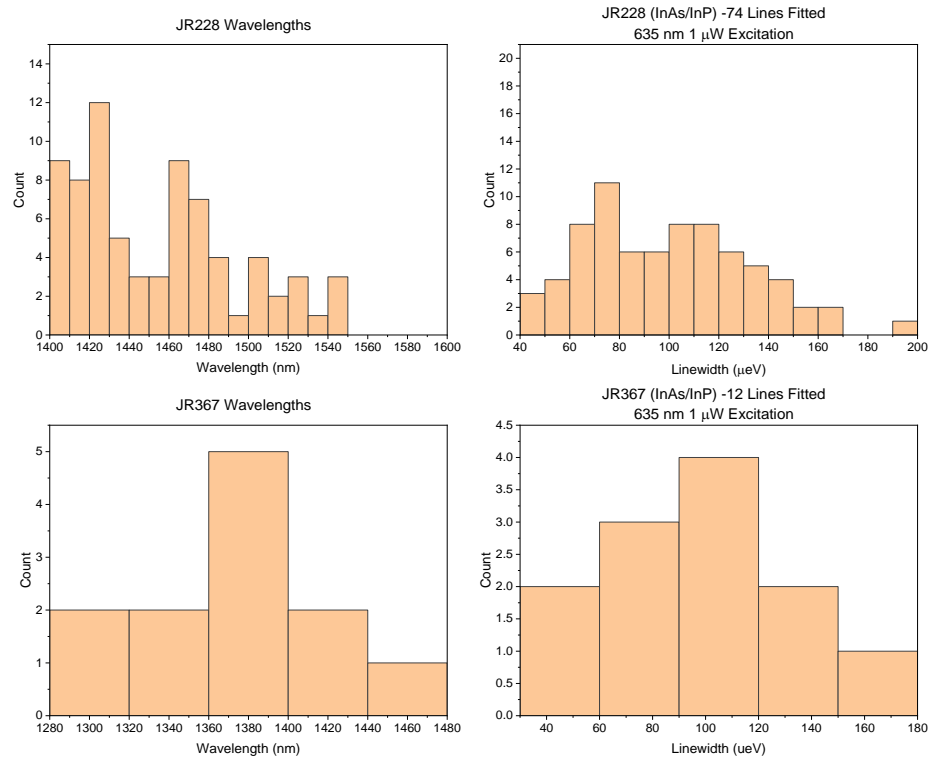 JR228 Wavelengths
14
12
10
8
6
4
2
0
Count
1400 1420 1440 1460 1480 1500 1520 1540 1560 1580 1600
Wavelength (nm)
JR228 (InAs/InP) -74 Lines Fitted
635 nm 1 μW Excitation
20
18
16
14
12
10
8
6
4
2
0
Count
40 60 80 100 120 140 160 180 200
Linewidth (μeV)
JR367 Wavelengths
5
4
3
2
1
0
Count
1280 1300 1320 1340 1360 1380 1400 1420 1440 1460 1480
Wavelength (nm)
JR367 (InAs/InP) -12 Lines Fitted
635 nm 1 μW Excitation
4.5
4.0
3.5
3.0
2.5
2.0
1.5
1.0
0.5
0.0
Count
40 60 80 100 120 140 160 180
Linewidth (ueV)